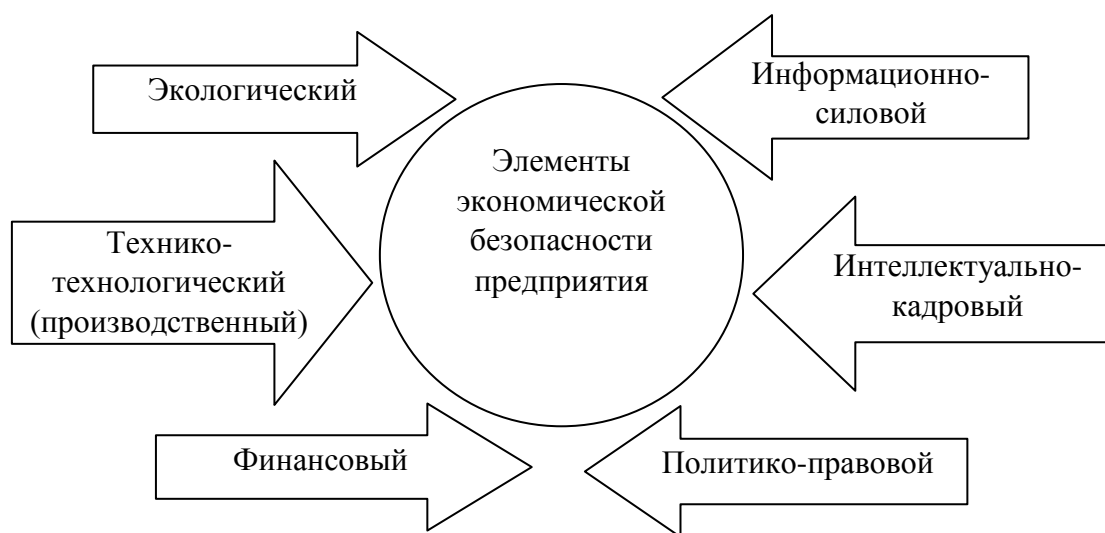 Экологический
Информационно-
силовой
Элементы
экономической
безопасности
предприятия
Технико-
технологический
(производственный)
Интеллектуально-
кадровый
Финансовый
Политико-правовой